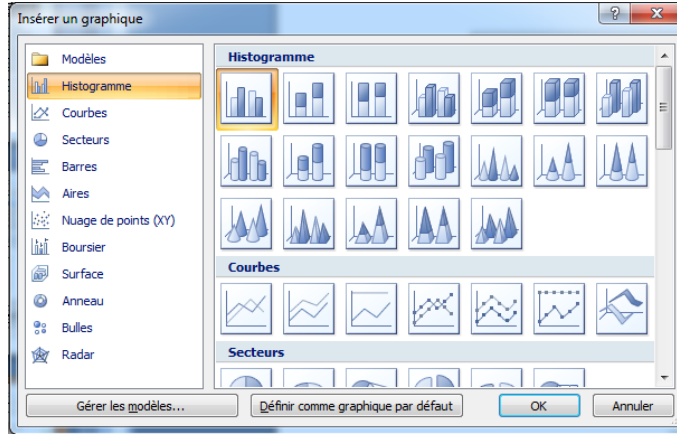 Insérer un graphique
Modèles
Histogramme
Courbes
Secteurs
Barres
Aires
Nuage de points (XY)
Boursier
Surface
Anneau
Bulles
Radar
Histogramme
Courbes
Secteurs
Gérer les modèles...
Définir comme graphique par défaut
OK
Annuler